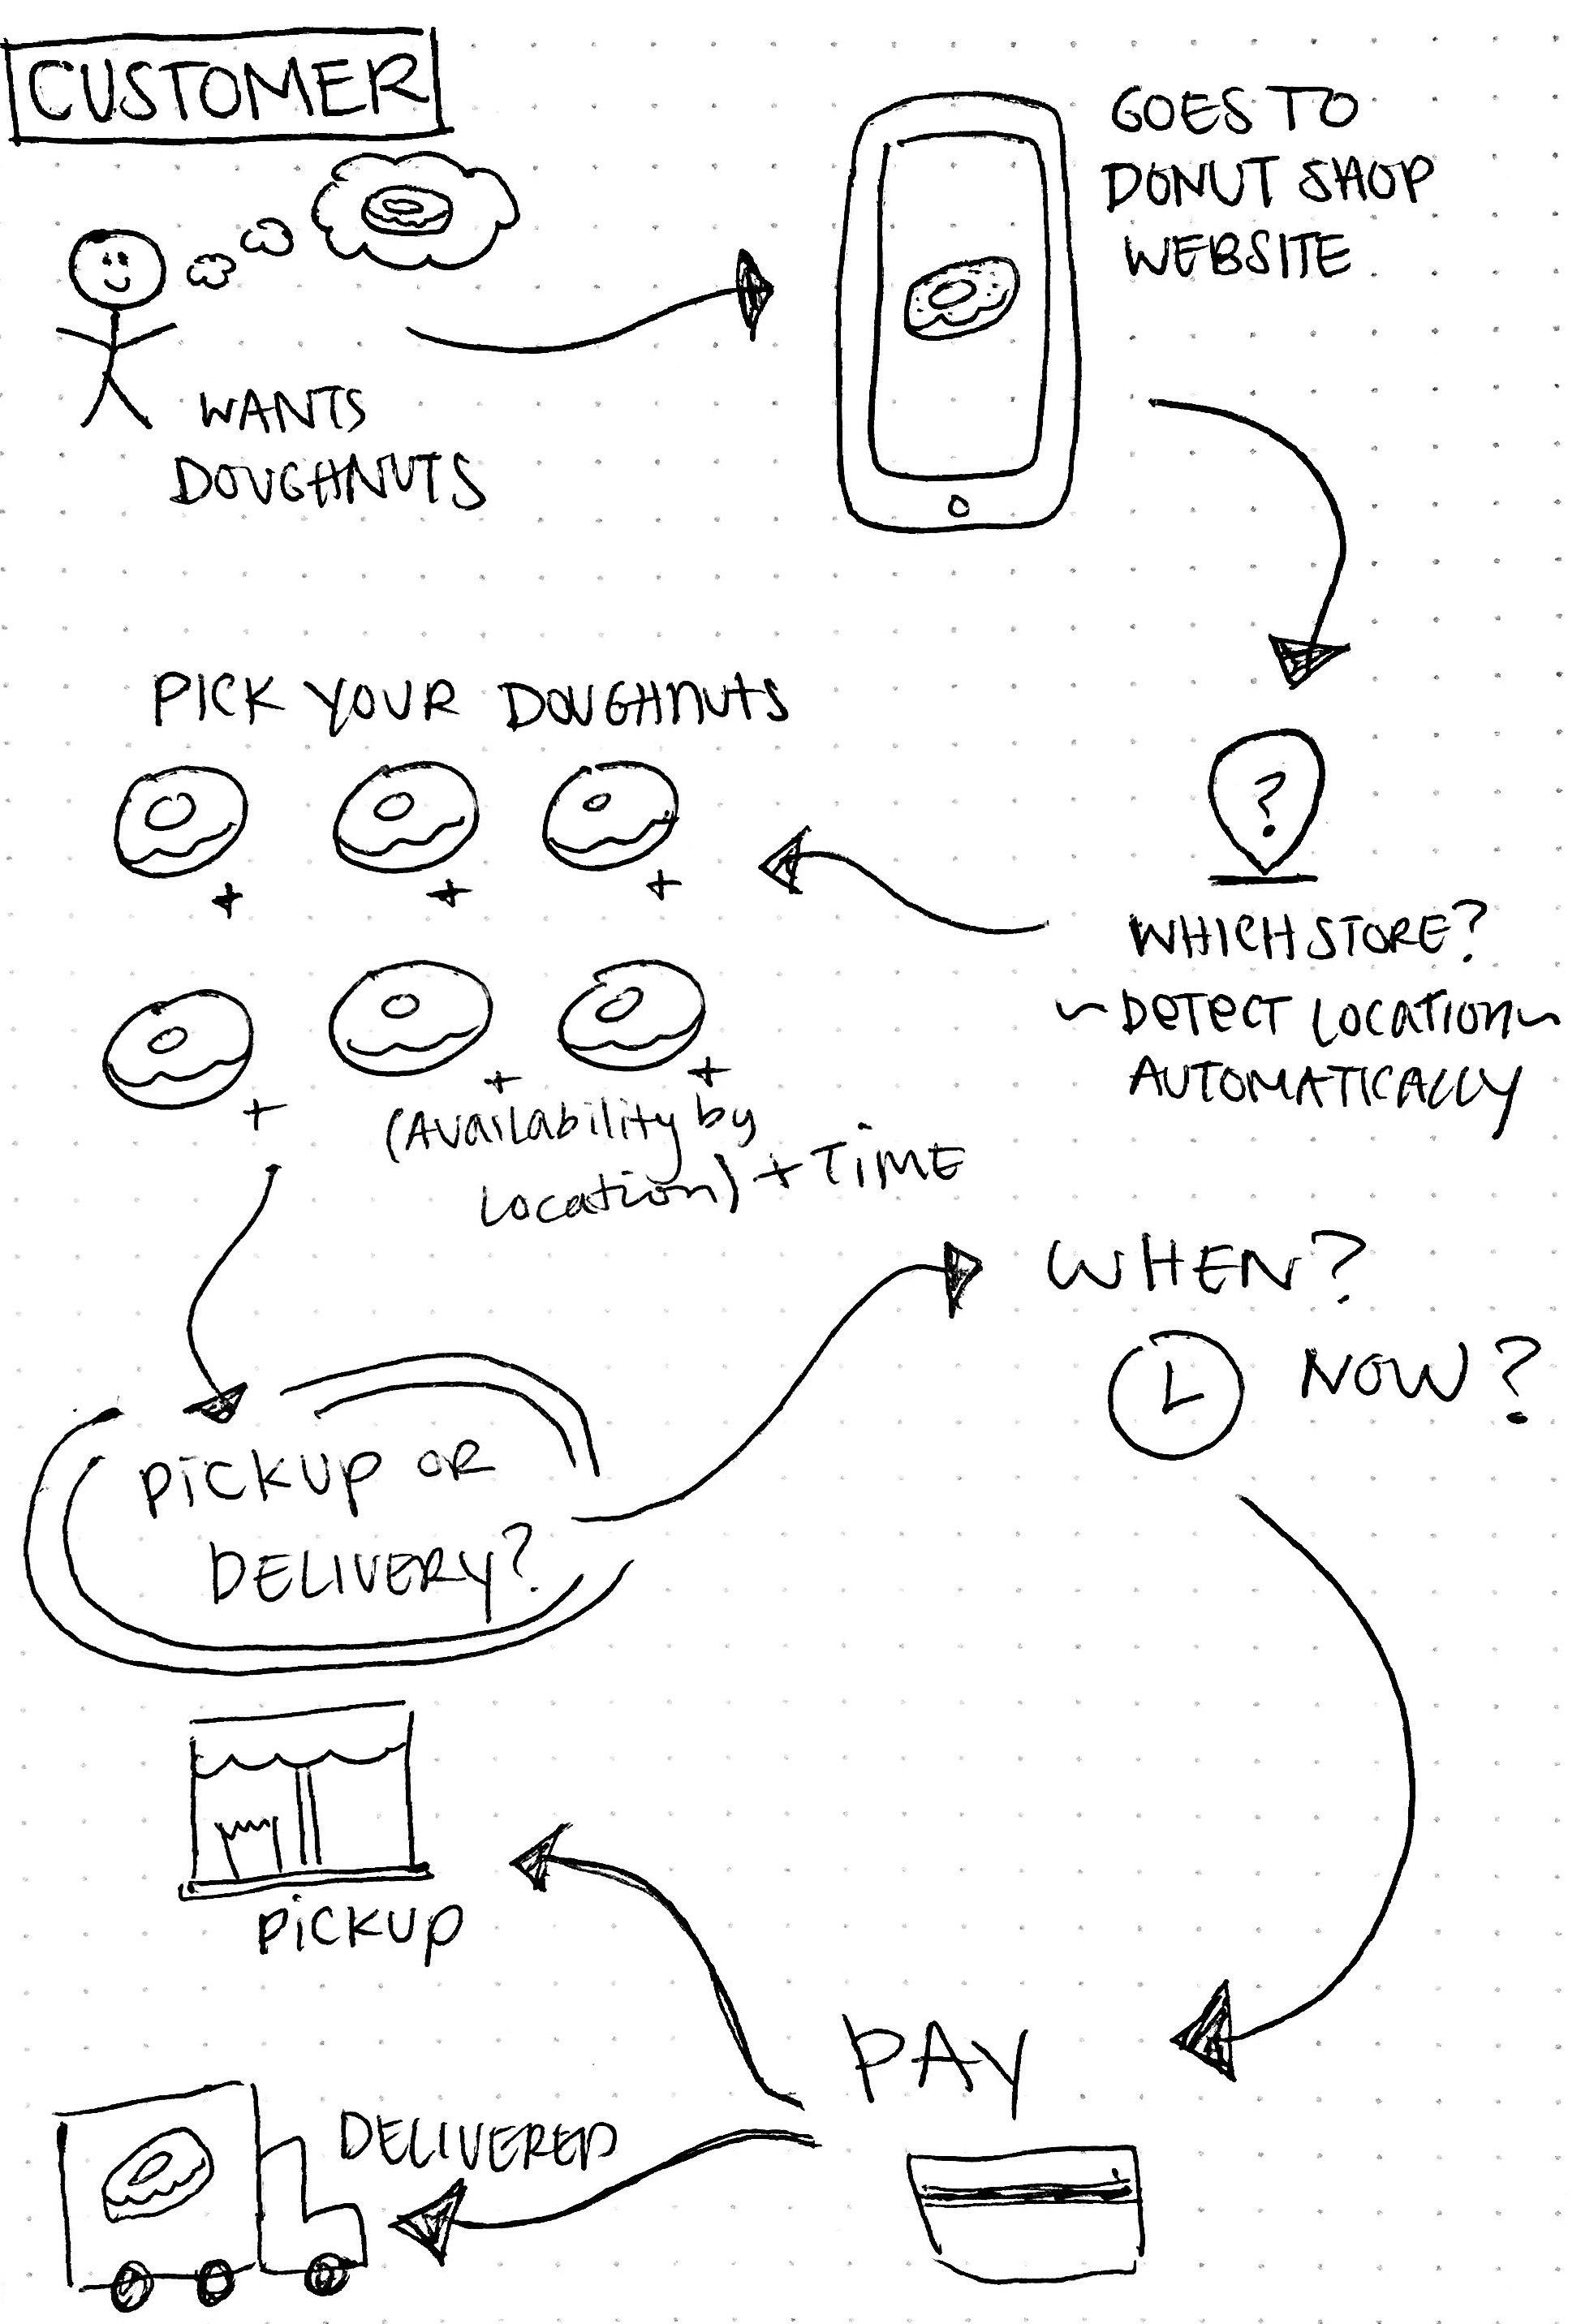 CUSTOMER
GOES TO
DONUT SHOP
WEBSITE
WANTS
DOUGHNUTS
PICK YOUR DOUGHNUTS
?
+ + +
WHICH STORE?
~ DETECT LOCATION ~
AUTOMATICALLY
+ + +
(Availability by
Location) + TIME
WHEN?
NOW?
PICKUP OR
DELIVERY?
PICKUP
PAY
DELIVERED